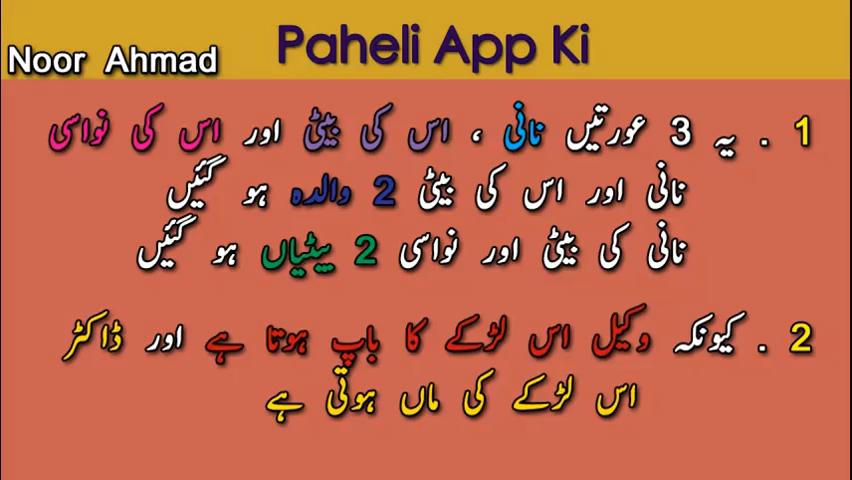 Paheli App Ki
Noor Ahmad
1 . یہ 3 عورتیں نانی ، اس کی بیٹی اور اس کی نواسی
نانی اور اس کی بیٹی 2 والدہ ہو گئیں
نانی کی بیٹی اور نواسی 2 بیٹیاں ہو گئیں
2 . کیونکہ وکیل اس لڑکے کا باپ ہوتا ہے اور ڈاکٹر
اس لڑکے کی ماں ہوتی ہے